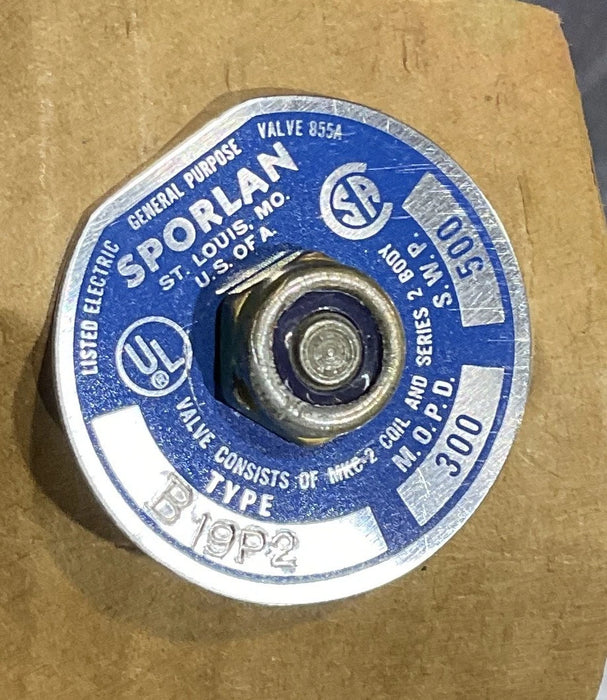 LISTED ELECTRIC GENERAL PURPOSE VALVE 855A
SPORLAN
ST. LOUIS, MO.
U.S. OF A.
SA
UL
®
500
S.W.P.
300
M.O.P.D.
VALVE CONSISTS OF MKC-2 COIL AND SERIES 2 BODY
TYPE
B19P2